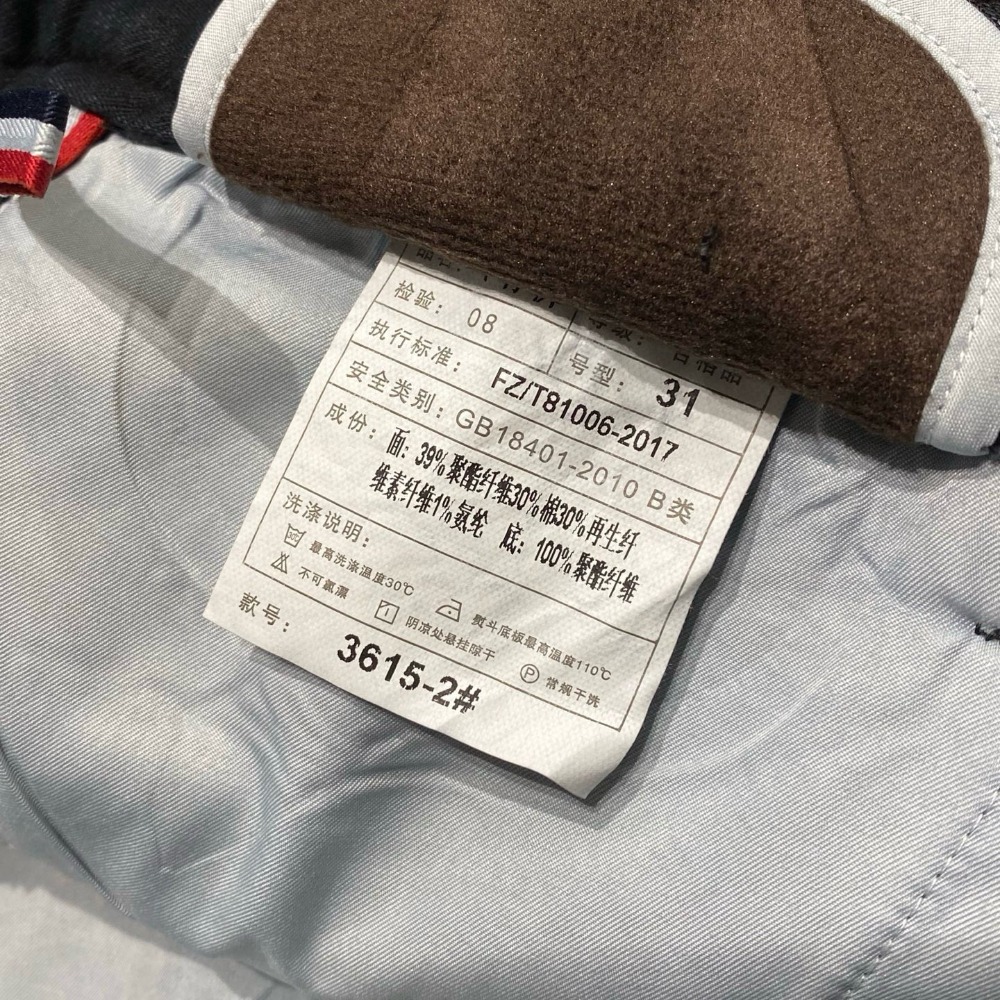 检验: 08
号型: 31
执行标准: FZ/T81006-2017
安全类别: GB18401-2010 B类
成份: 面: 39%聚酯纤维30%棉30%再生纤
维素纤维1%氨纶 底: 100%聚酯纤维
洗涤说明:
30℃ 最高洗涤温度30℃ 熨斗底板最高温度110℃
不可氯漂 阴凉处悬挂晾干 P 常规干洗
款号: 3615-2#